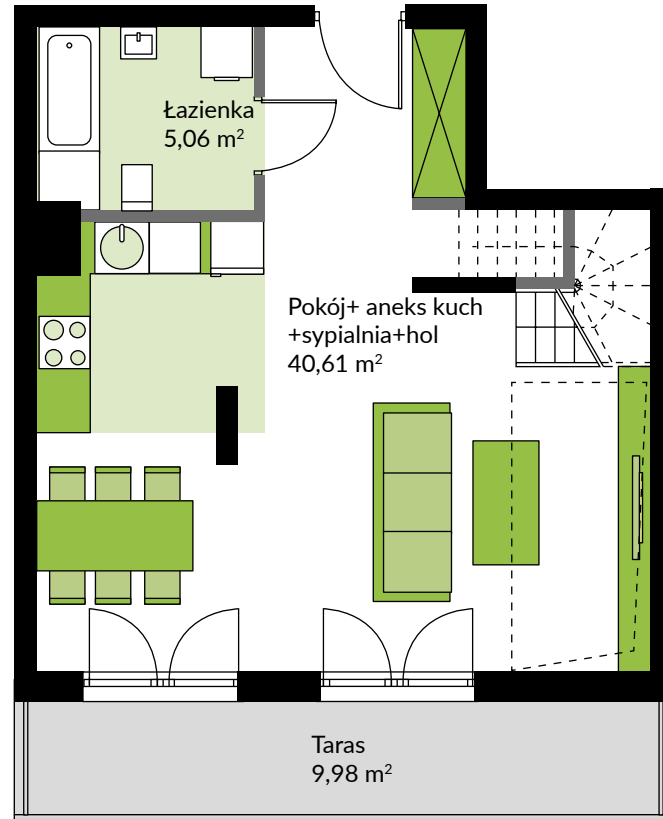 Łazienka
5,06 m²
Pokój+ aneks kuch
+sypialnia+hol
40,61 m²
Taras
9,98 m²